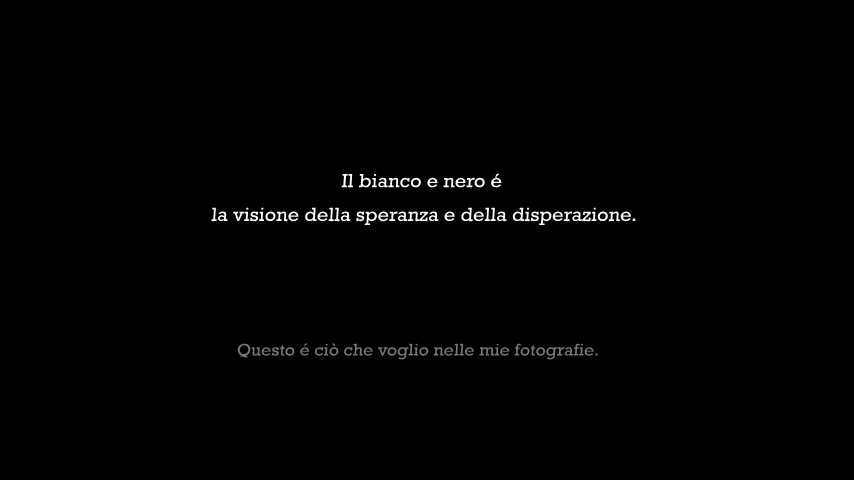 Il bianco e nero é
la visione della speranza e della disperazione.
Questo é ciò che voglio nelle mie fotografie.